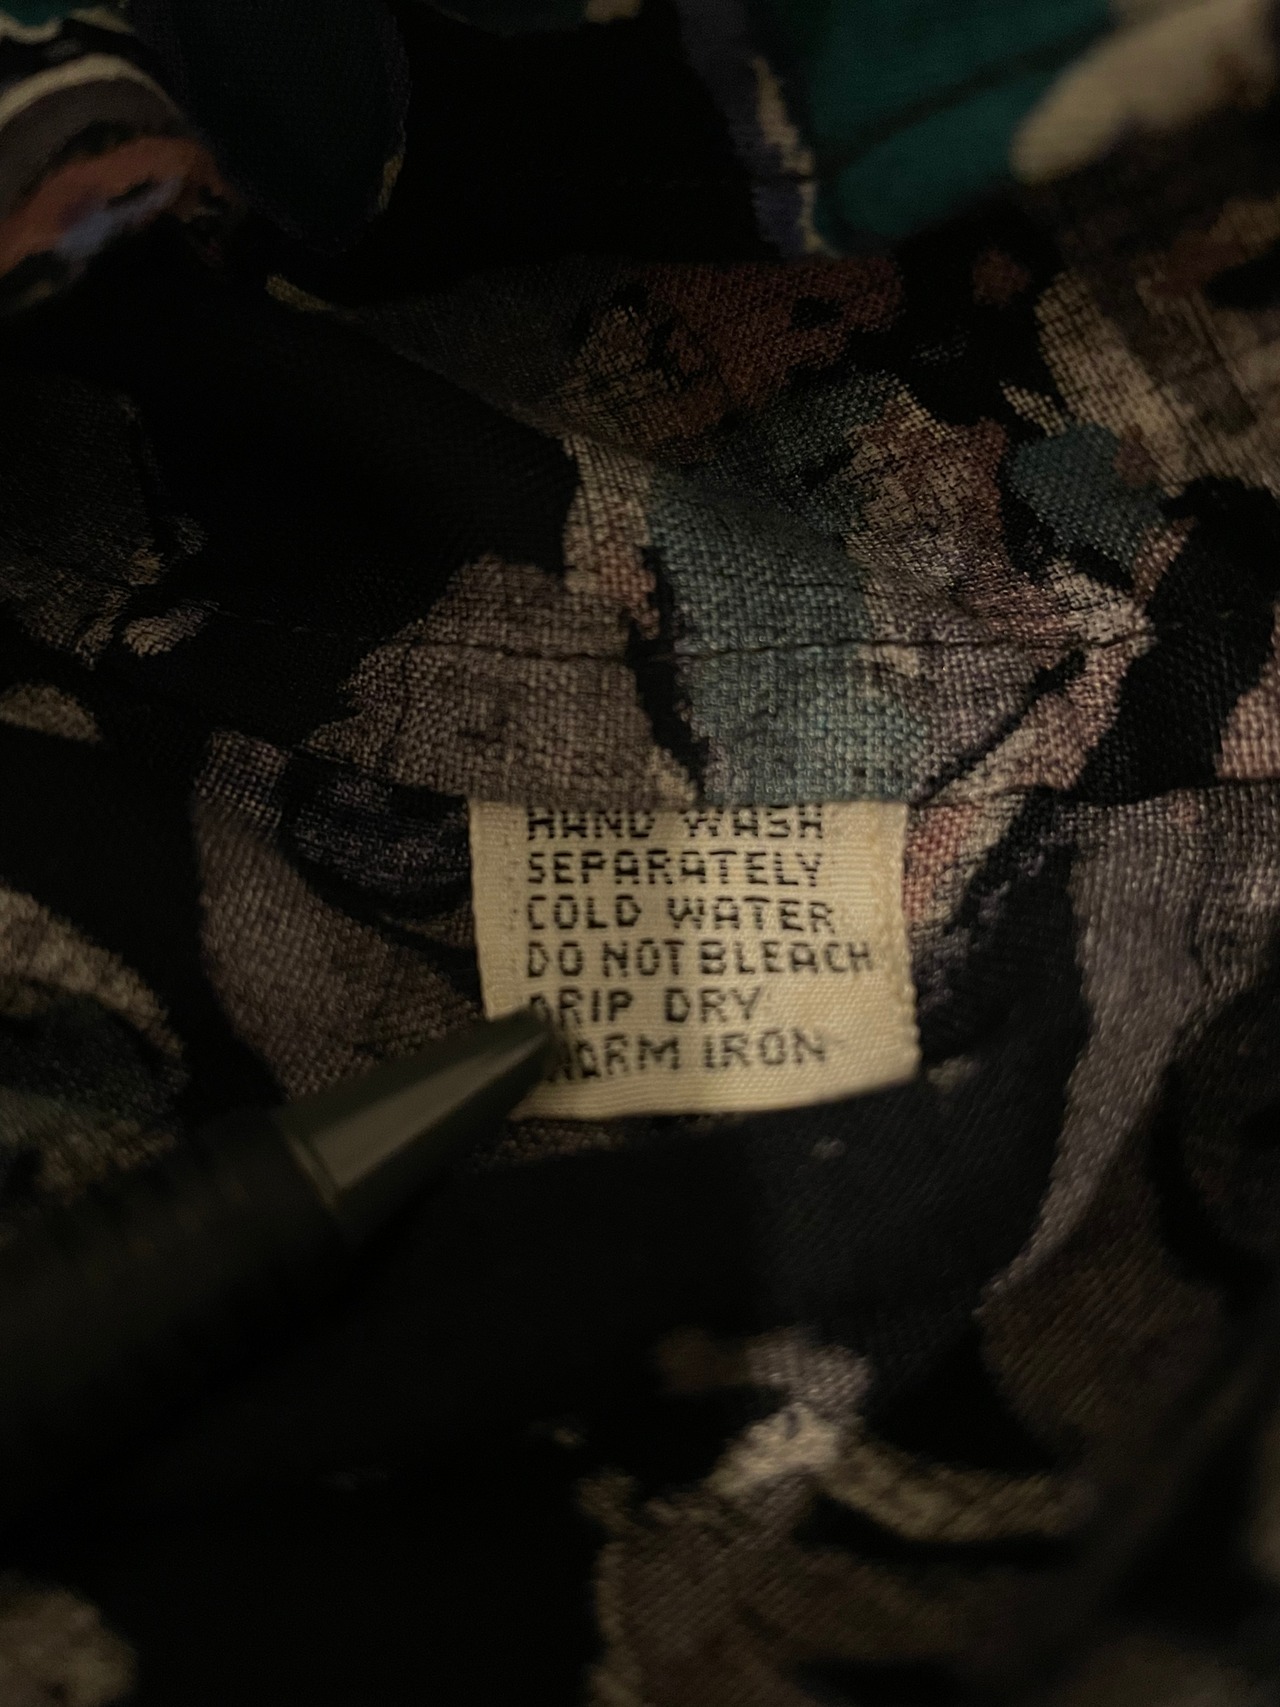 HAND WASH
SEPARATELY
COLD WATER
DO NOT BLEACH
DRIP DRY
WARM IRON